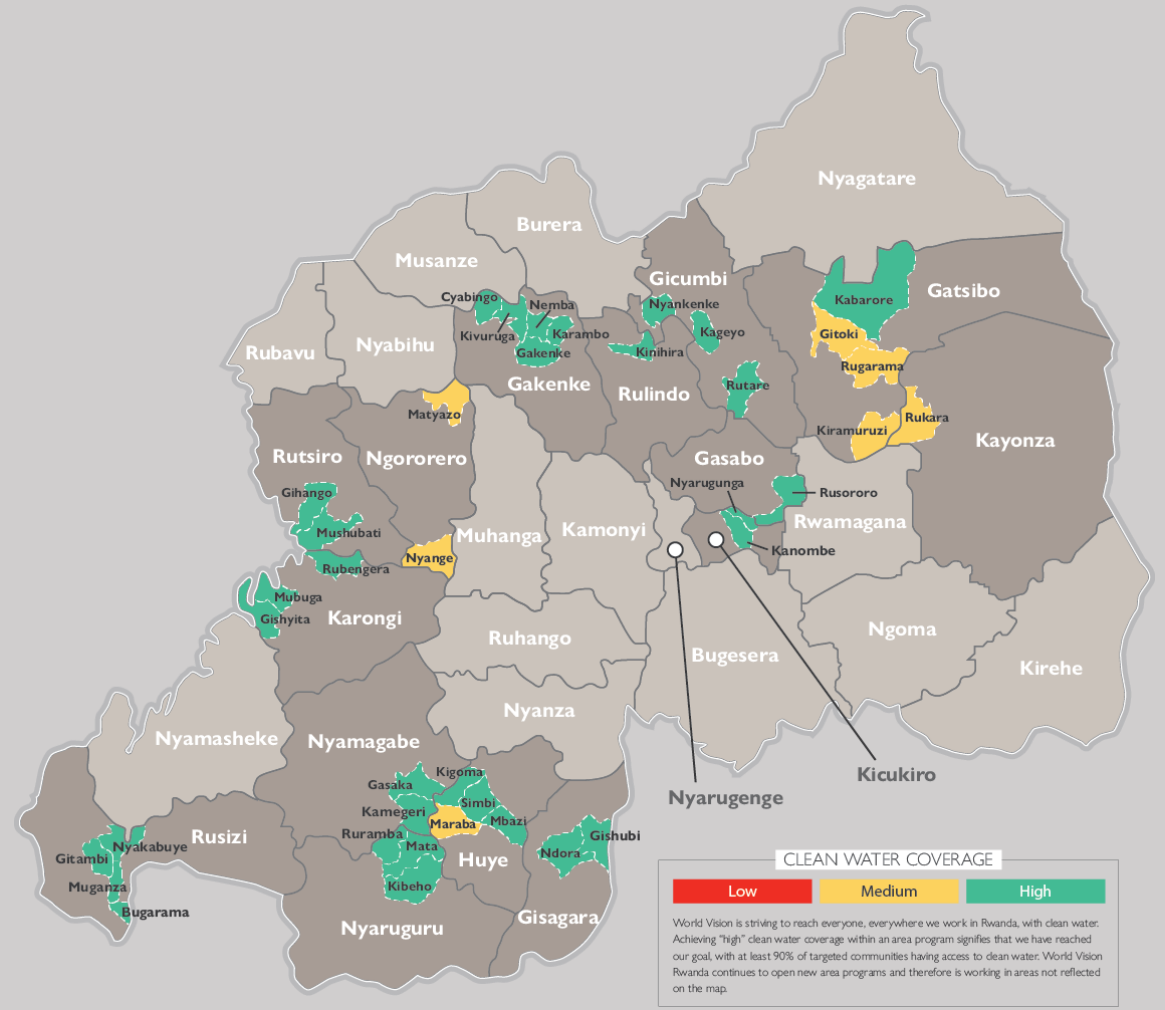 Nyagatare
Burera
Musanze
Gicumbi
Gatsibo
Cyabingo
Nemba
Nyankenke
Kabarore
Kivuruga
Karambo
Kageyo
Gitoki
Rubavu
Nyabihu
Gakenke
Kinihira
Rugarama
Gakenke
Rulindo
Rutare
Matyazo
Kiramuruzi
Rukara
Kayonza
Rutsiro
Ngororero
Gasabo
Nyarugunga
Gihango
Rusororo
Mushubati
Muhanga
Kamonyi
Rwamagana
Kanombe
Nyange
Rubengera
Mubuga
Gishyita
Karongi
Ruhango
Ngoma
Bugesera
Kirehe
Nyanza
Nyamasheke
Nyamagabe
Kicukiro
Nyarugenge
Kigoma
Gasaka
Simbi
Kamegeri
Maraba
Mbazi
Ruramba
Mata
Gishubi
Rusizi
Nyakabuye
Gitambi
Huye
Ndora
Muganza
Kibeho
Bugarama
Nyaruguru
Gisagara
CLEAN WATER COVERAGE
Low
Medium
High
World Vision is striving to reach everyone, everywhere we work in Rwanda, with clean water.
Achieving “high” clean water coverage within an area program signifies that we have reached
our goal, with at least 90% of targeted communities having access to clean water. World Vision
Rwanda continues to open new area programs and therefore is working in areas not reflected
on the map.